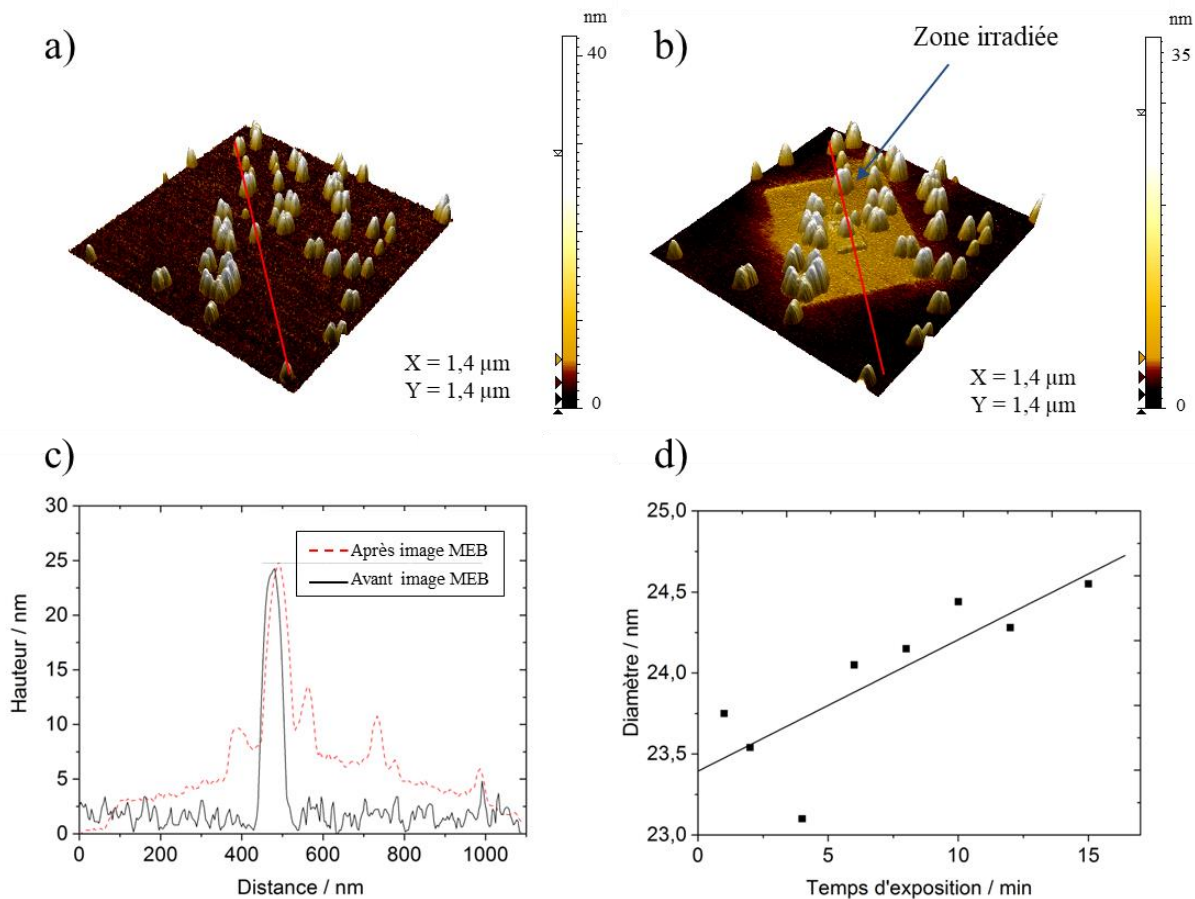 a)
nm
40
X = 1,4 µm
Y = 1,4 µm
0
b)
Zone irradiée
nm
35
X = 1,4 µm
Y = 1,4 µm
0
c)
30
25
20
15
10
5
0
Hauteur / nm
Après image MEB
Avant image MEB
0 200 400 600 800 1000
Distance / nm
d)
25,0
24,5
24,0
23,5
23,0
Diamètre / nm
0 5 10 15
Temps d'exposition / min